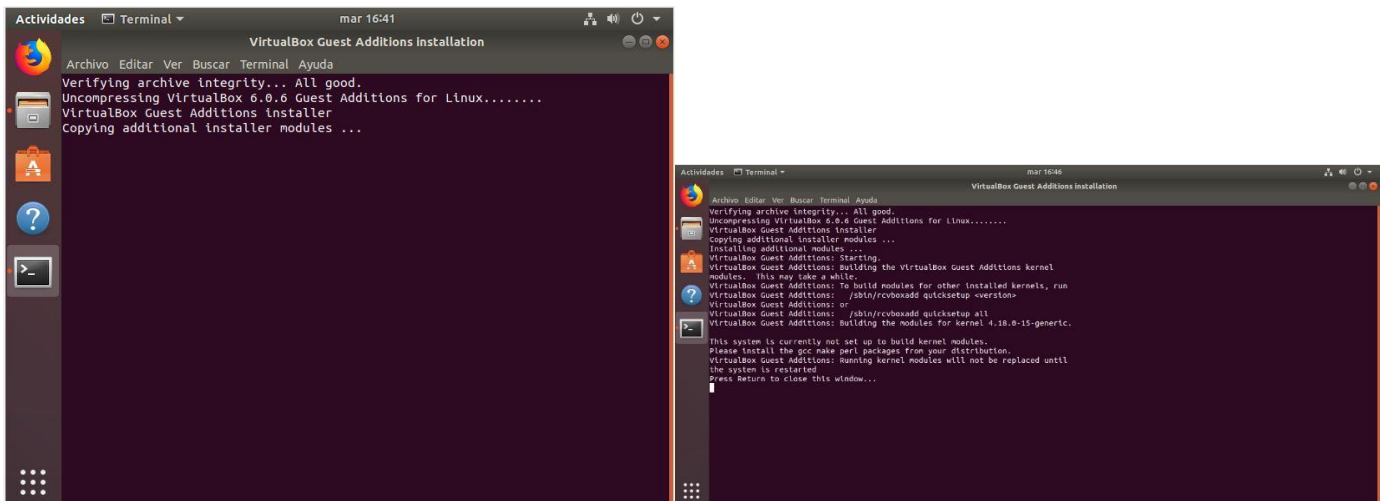 Actividades Terminal mar 16:41
VirtualBox Guest Additions installation
Archivo Editar Ver Buscar Terminal Ayuda
Verifying archive integrity... All good.
Uncompressing VirtualBox 6.0.6 Guest Additions for Linux........
VirtualBox Guest Additions installer
Copying additional installer modules ...
Actividades Terminal mar 16:46
VirtualBox Guest Additions installation
Archivo Editar Ver Buscar Terminal Ayuda
Verifying archive integrity... All good.
Uncompressing VirtualBox 6.0.6 Guest Additions for Linux........
VirtualBox Guest Additions installer
Copying additional installer modules ...
Installing additional modules ...
VirtualBox Guest Additions: Starting.
VirtualBox Guest Additions: Building the VirtualBox Guest Additions kernel
modules.  This may take a while.
VirtualBox Guest Additions: To build modules for other installed kernels, run
VirtualBox Guest Additions:   /sbin/rcvboxadd quicksetup <version>
VirtualBox Guest Additions: or
VirtualBox Guest Additions:   /sbin/rcvboxadd quicksetup all
VirtualBox Guest Additions: Building the modules for kernel 4.18.0-15-generic.
This system is currently not set up to build kernel modules.
Please install the gcc make perl packages from your distribution.
VirtualBox Guest Additions: Running kernel modules will not be replaced until
the system is restarted
Press Return to close this window...